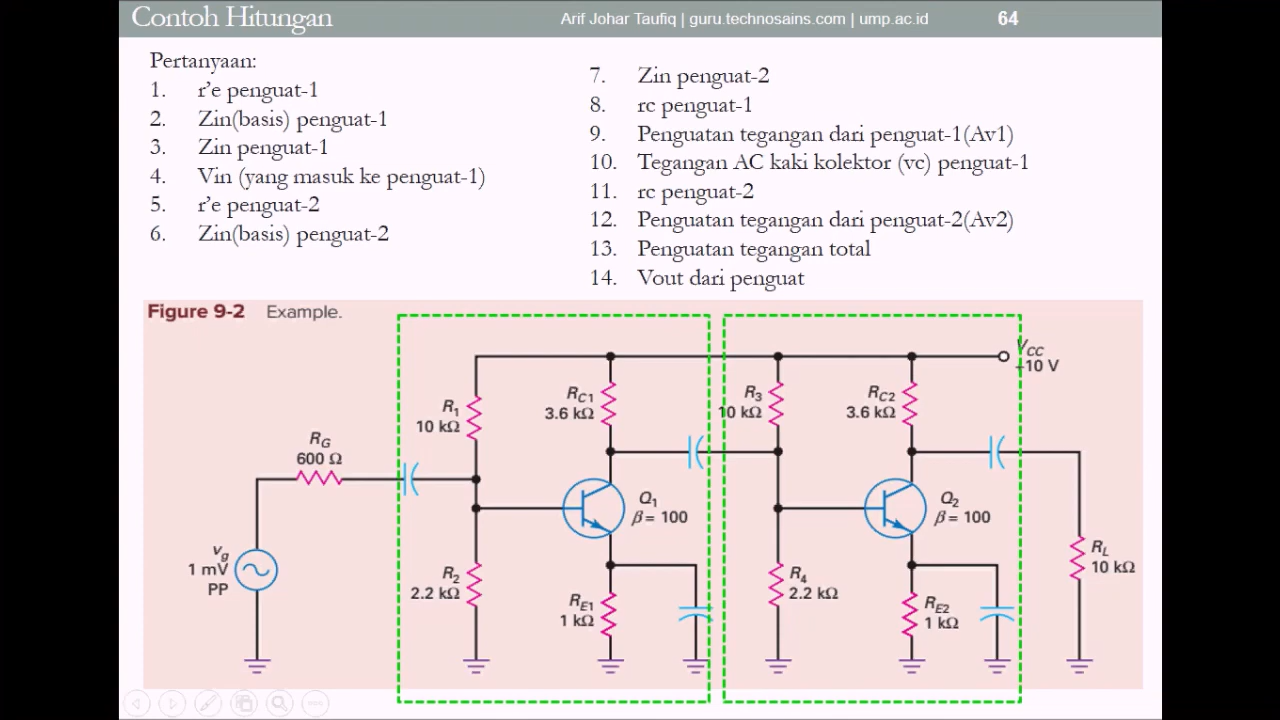 Contoh Hitungan
Arif Johar Taufiq | guru.technosains.com | ump.ac.id
64
Pertanyaan:
1. r'e penguat-1
2. Zin(basis) penguat-1
3. Zin penguat-1
4. Vin (yang masuk ke penguat-1)
5. r'e penguat-2
6. Zin(basis) penguat-2
7. Zin penguat-2
8. rc penguat-1
9. Penguatan tegangan dari penguat-1(Av1)
10. Tegangan AC kaki kolektor (vc) penguat-1
11. rc penguat-2
12. Penguatan tegangan dari penguat-2(Av2)
13. Penguatan tegangan total
14. Vout dari penguat
Figure 9-2 Example.
VCC
+10 V
R1
10 kΩ
RC1
3.6 kΩ
R3
10 kΩ
RC2
3.6 kΩ
RG
600 Ω
Q1
β = 100
Q2
β = 100
vg
1 mV
PP
R2
2.2 kΩ
RE1
1 kΩ
R4
2.2 kΩ
RE2
1 kΩ
RL
10 kΩ